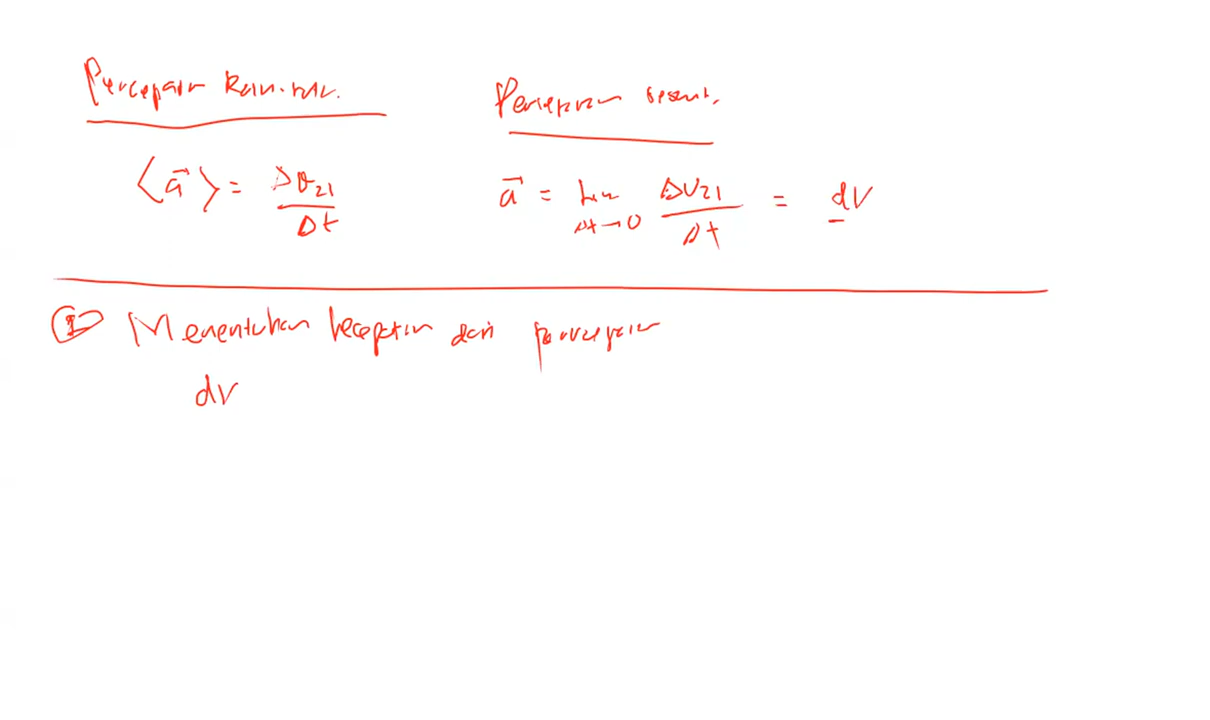 Percepatan Rata-rata.
Percepatan sesaat.
⟨a⃗⟩ = Δv₂₁ / Δt
a⃗ = lim Δt→0 Δv₂₁ / Δt = dv
① Menentukan kecepatan dari percepatan
dv